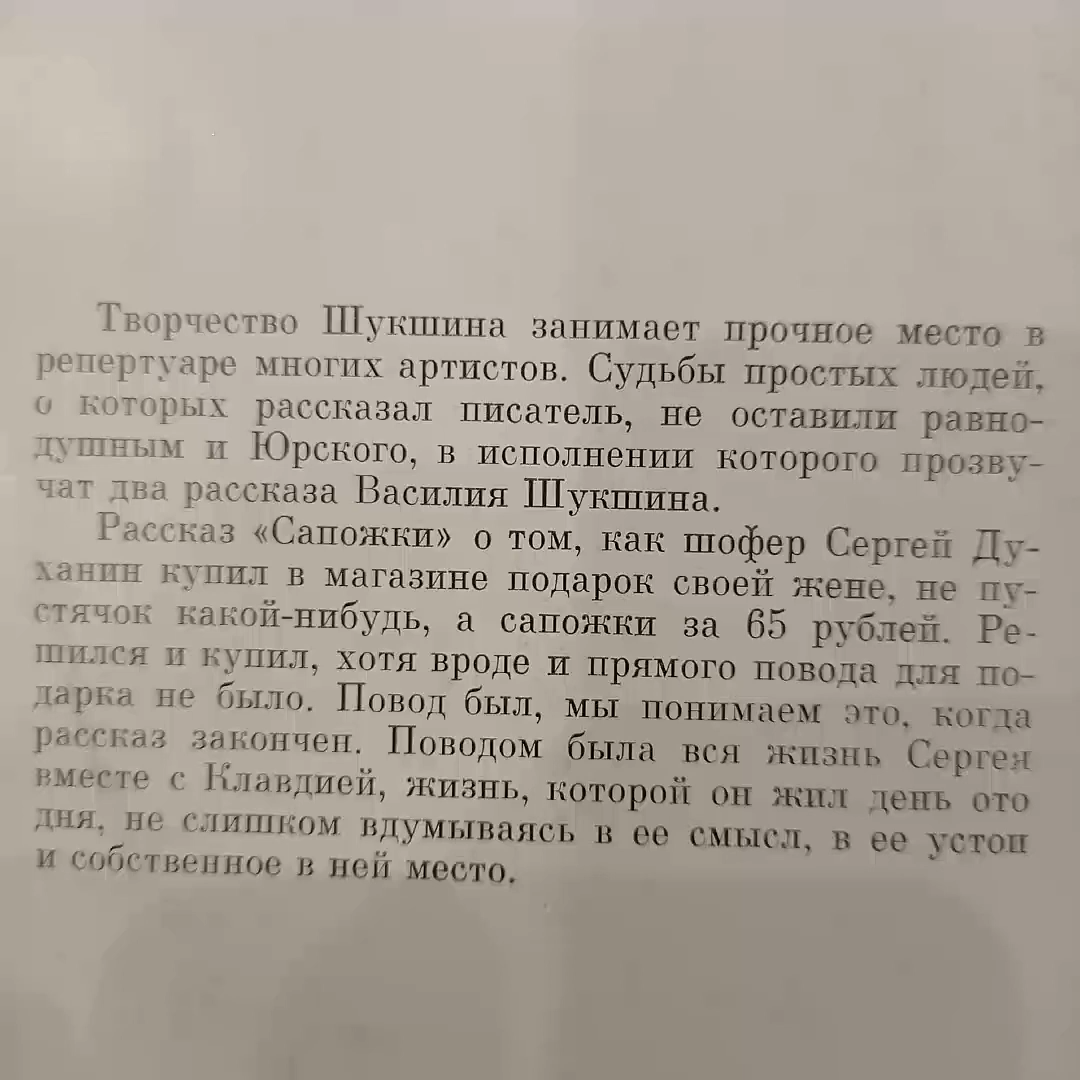 Творчество Шукшина занимает прочное место в
репертуаре многих артистов. Судьбы простых людей,
о которых рассказал писатель, не оставили равно-
душным и Юрского, в исполнении которого прозву-
чат два рассказа Василия Шукшина.
Рассказ «Сапожки» о том, как шофер Сергей Ду-
ханин купил в магазине подарок своей жене, не пу-
стячок какой-нибудь, а сапожки за 65 рублей. Ре-
шился и купил, хотя вроде и прямого повода для по-
дарка не было. Повод был, мы понимаем это, когда
рассказ закончен. Поводом была вся жизнь Сергея
вместе с Клавдией, жизнь, которой он жил день ото
дня, не слишком вдумываясь в ее смысл, в ее устои
и собственное в ней место.